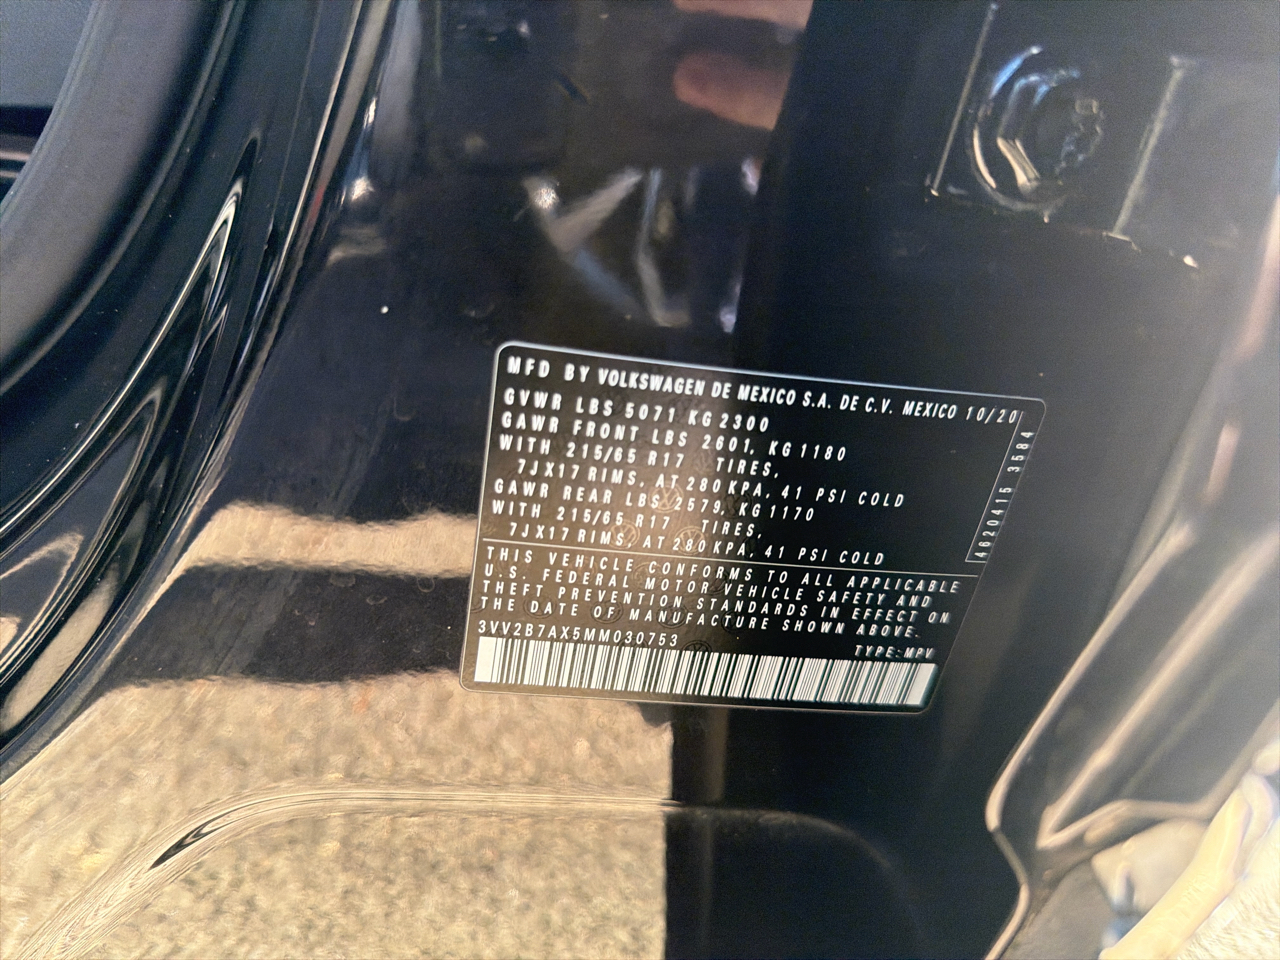 MFD BY VOLKSWAGEN DE MEXICO S.A. DE C.V. MEXICO 10/20
GVWR LBS 5071 KG 2300
GAWR FRONT LBS 2601, KG 1180
WITH 215/65 R17 TIRES,
7JX17 RIMS, AT 280 KPA, 41 PSI COLD
GAWR REAR LBS 2579, KG 1170
WITH 215/65 R17 TIRES,
7JX17 RIMS, AT 280 KPA, 41 PSI COLD
4620415 3584
THIS VEHICLE CONFORMS TO ALL APPLICABLE
U.S. FEDERAL MOTOR VEHICLE SAFETY AND
THEFT PREVENTION STANDARDS IN EFFECT ON
THE DATE OF MANUFACTURE SHOWN ABOVE.
3VV2B7AX5MM030753
TYPE:MPV